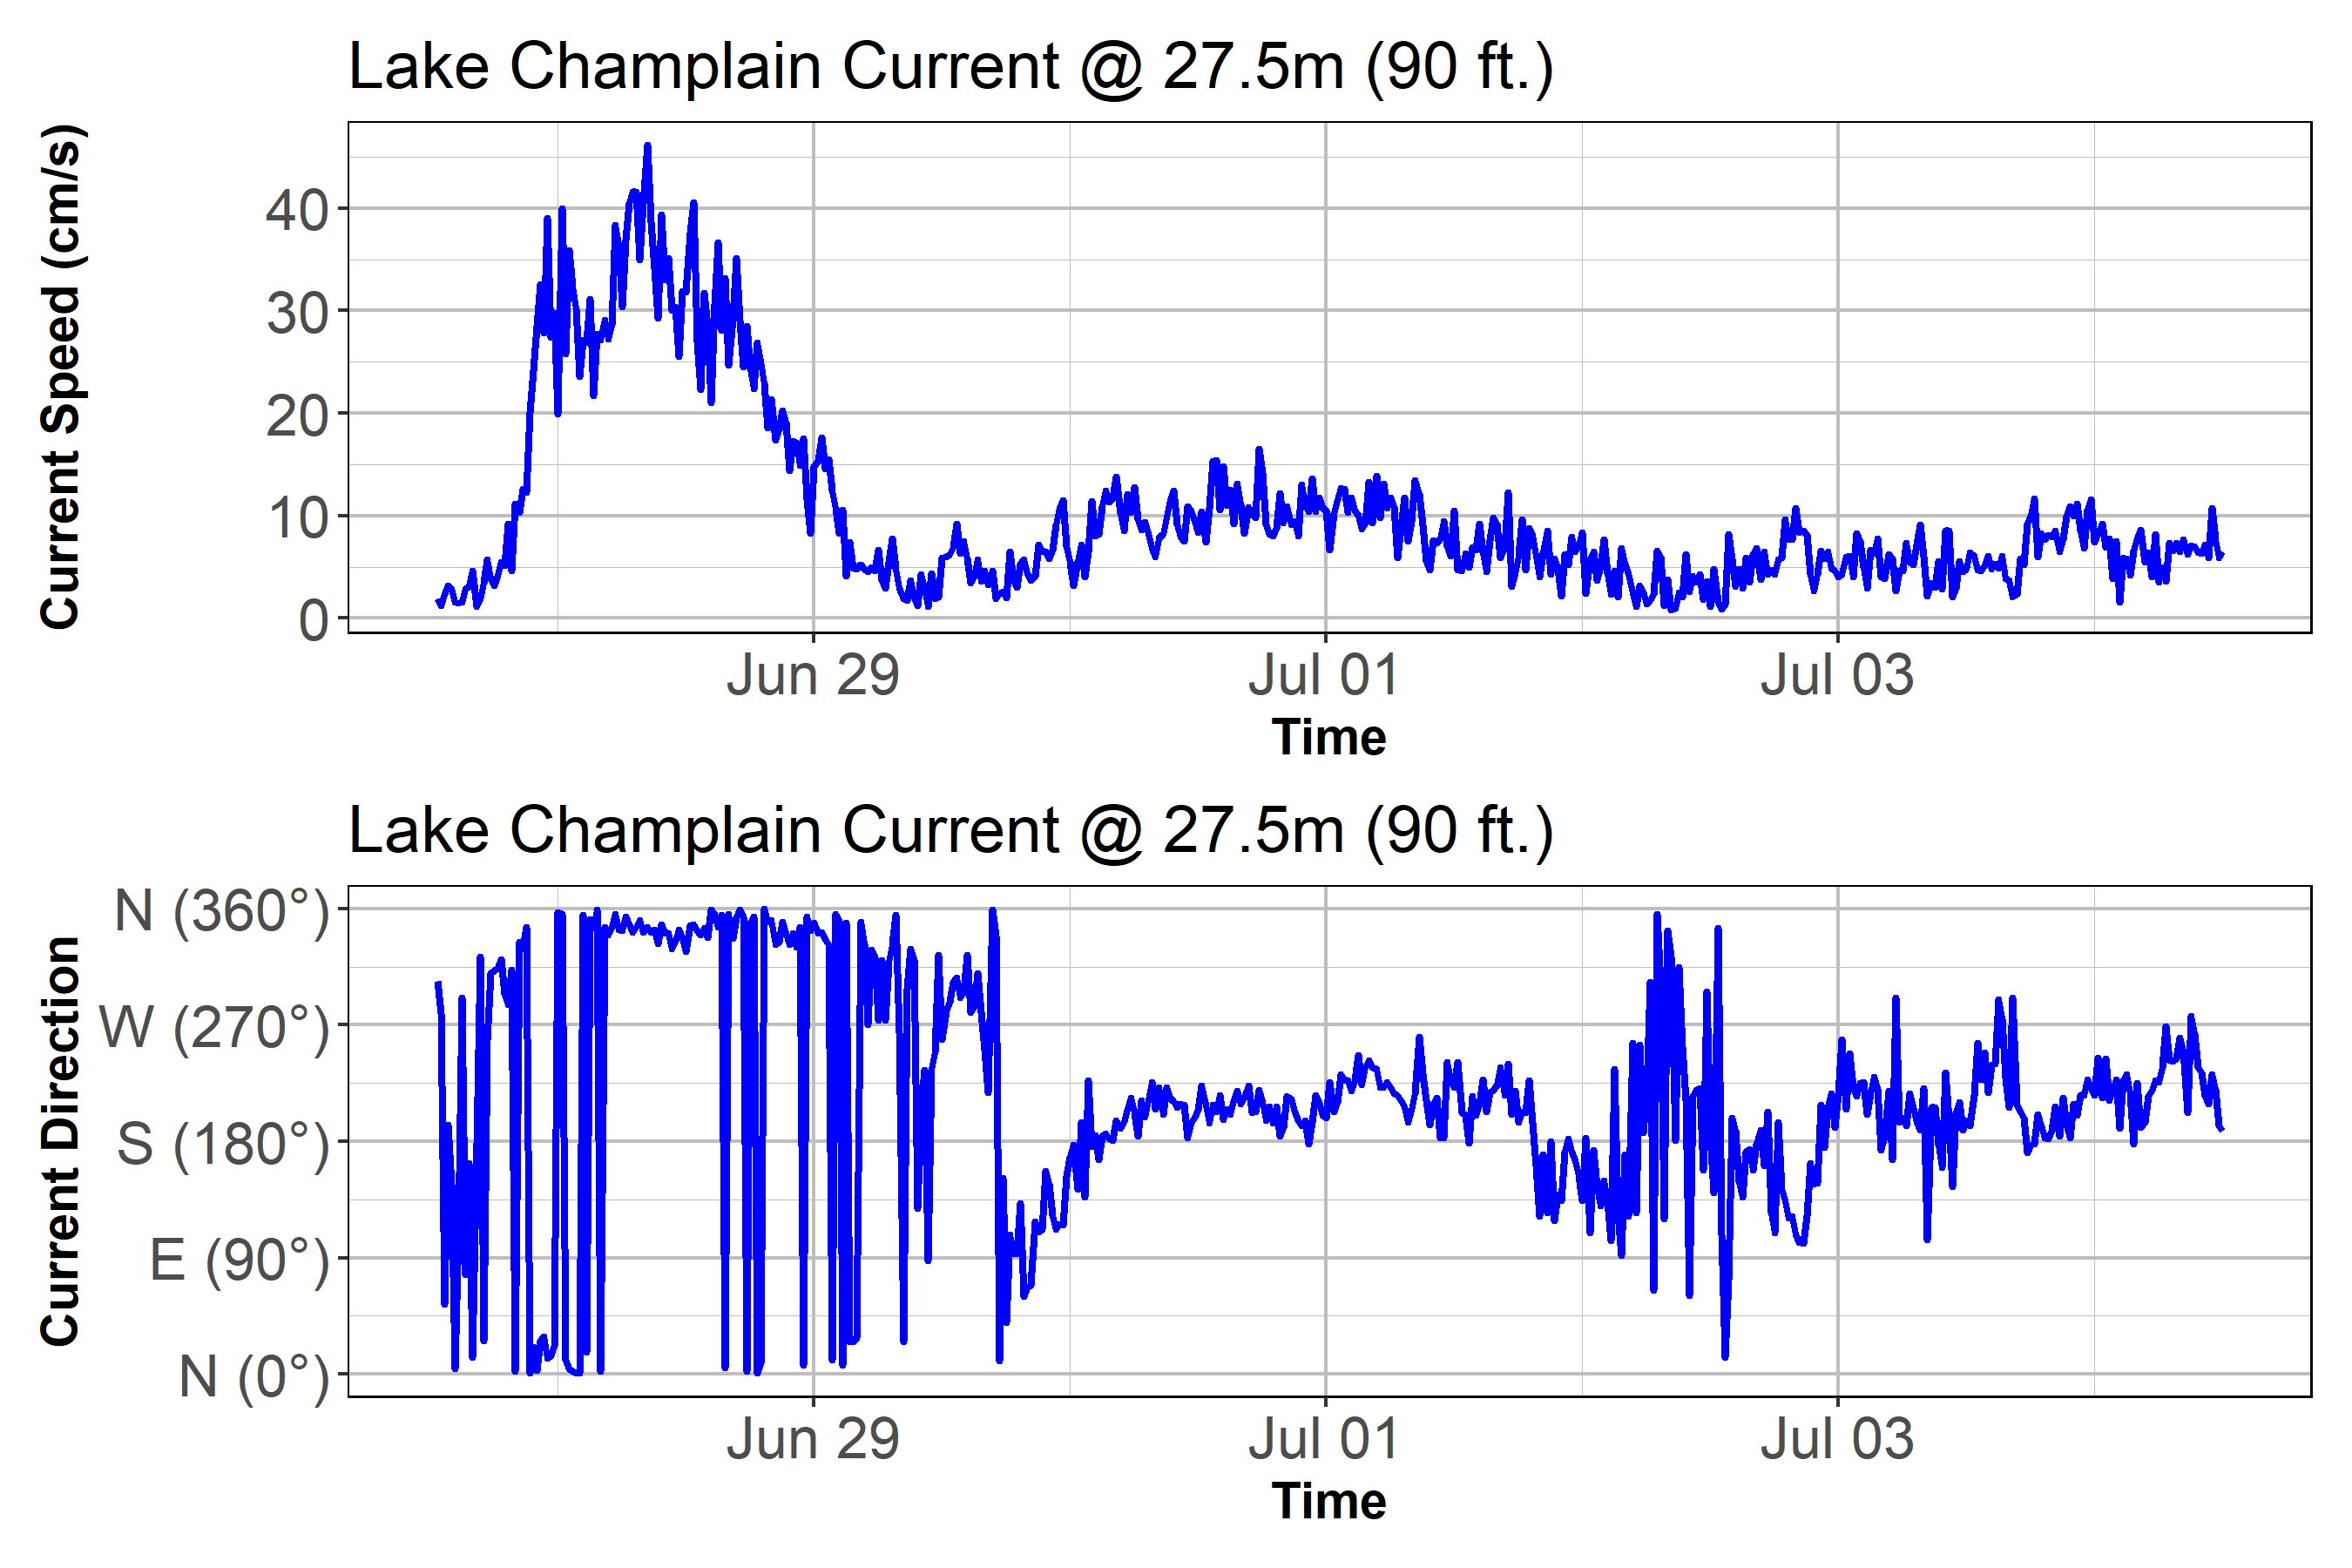 Lake Champlain Current @ 27.5m (90 ft.)
Current Speed (cm/s)
40
30
20
10
0
Jun 29
Jul 01
Jul 03
Time
Lake Champlain Current @ 27.5m (90 ft.)
Current Direction
N (360°)
W (270°)
S (180°)
E (90°)
N (0°)
Jun 29
Jul 01
Jul 03
Time